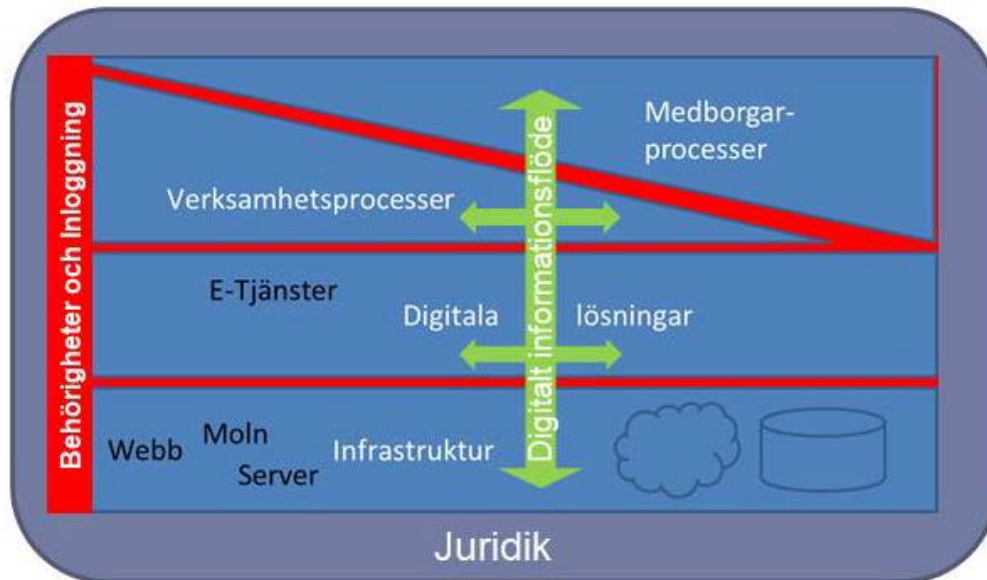 Behörigheter och Inloggning
Medborgar-
processer
Verksamhetsprocesser
Digitalt informationsflöde
E-Tjänster
Digitala lösningar
Webb
Moln
Server
Infrastruktur
Juridik